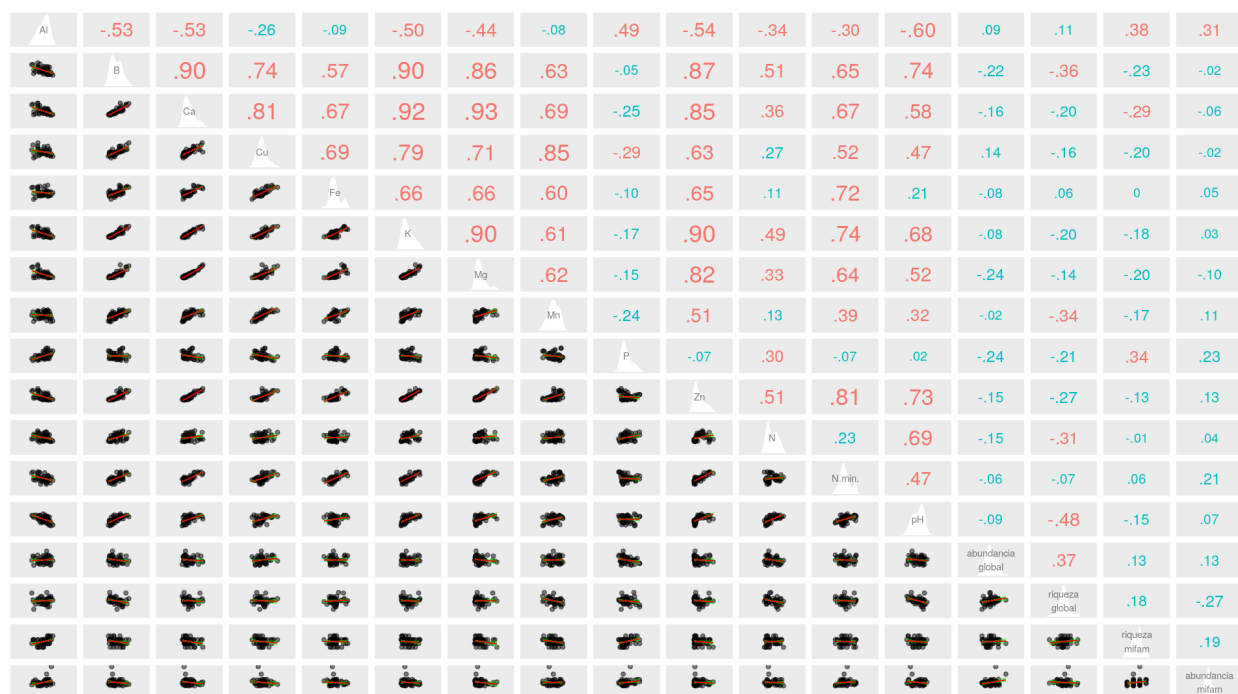 Al -.53 -.53 -.26 -.09 -.50 -.44 -.08 .49 -.54 -.34 -.30 -.60 .09 .11 .38 .31
B .90 .74 .57 .90 .86 .63 -.05 .87 .51 .65 .74 -.22 -.36 -.23 -.02
Ca .81 .67 .92 .93 .69 -.25 .85 .36 .67 .58 -.16 -.20 -.29 -.06
Cu .69 .79 .71 .85 -.29 .63 .27 .52 .47 .14 -.16 -.20 -.02
Fe .66 .66 .60 -.10 .65 .11 .72 .21 -.08 .06 0 .05
K .90 .61 -.17 .90 .49 .74 .68 -.08 -.20 -.18 .03
Mg .62 -.15 .82 .33 .64 .52 -.24 -.14 -.20 -.10
Mn -.24 .51 .13 .39 .32 -.02 -.34 -.17 .11
P -.07 .30 -.07 .02 -.24 -.21 .34 .23
Zn .51 .81 .73 -.15 -.27 -.13 .13
N .23 .69 -.15 -.31 -.01 .04
N.min. .47 -.06 -.07 .06 .21
pH -.09 -.48 -.15 .07
abundancia
global .37 .13 .13
riqueza
global .18 -.27
riqueza
mifam .19
abundancia
mifam